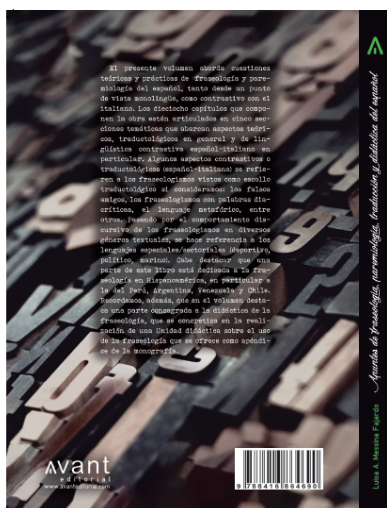 El presente volumen aborda cuestiones
teóricas y prácticas de fraseología y pare-
miología del español, tanto desde un punto
de vista monolingüe, como contrastivo con el
italiano. Los dieciocho capítulos que compo-
nen la obra están articulados en cinco sec-
ciones temáticas que abarcan aspectos teóri-
cos, traductológicos en general y de lin-
güística contrastiva español-italiano en
particular. Algunos aspectos contrastivos o
traductológicos (español-italiano) se refie-
ren a los fraseologismos vistos como escollo
traductológico si consideramos: los falsos
amigos, los fraseologismos con palabras dia-
críticas, el lenguaje metafórico, entre
otros. Pasando por el comportamiento dis-
cursivo de los fraseologismos en diversos
géneros textuales, se hace referencia a los
lenguajes especiales/sectoriales (deportivo,
político, marino). Cabe destacar que una
parte de este libro está dedicada a la fra-
seología en Hispanoamérica, en particular a
la del Perú, Argentina, Venezuela y Chile.
Recordamos, además, que en el volumen desta-
ca una parte consagrada a la didáctica de la
fraseología, que se concretiza en la reali-
zación de una Unidad didáctica sobre el uso
de la fraseología que se ofrece como apéndi-
ce de la monografía.
avant
editorial
www.avanteditorial.com
9 788416 864690
Apuntes de fraseología, paremiología, traducción y didáctica del español
Luisa A. Messina Fajardo